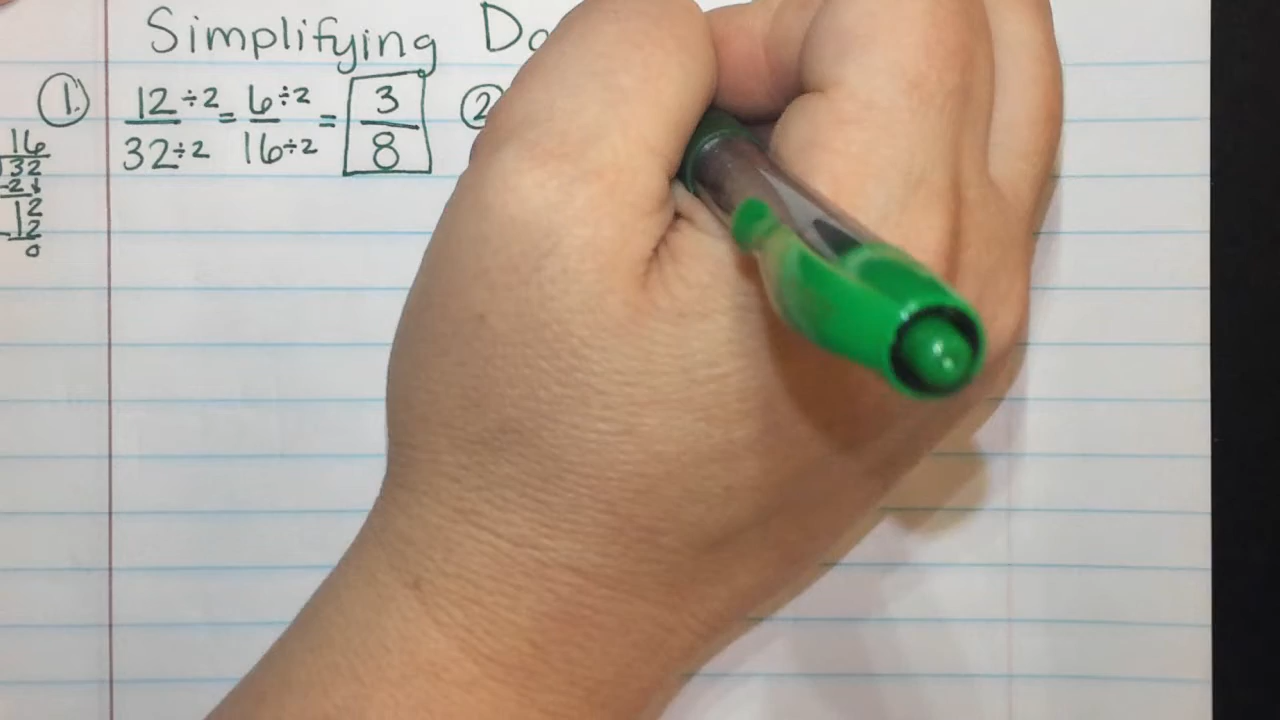 Simplifying Do
1. 12 ÷2 = 6 ÷2 = 3 2
32 ÷2 16 ÷2 8
16
32
-2↓
12
-12
0